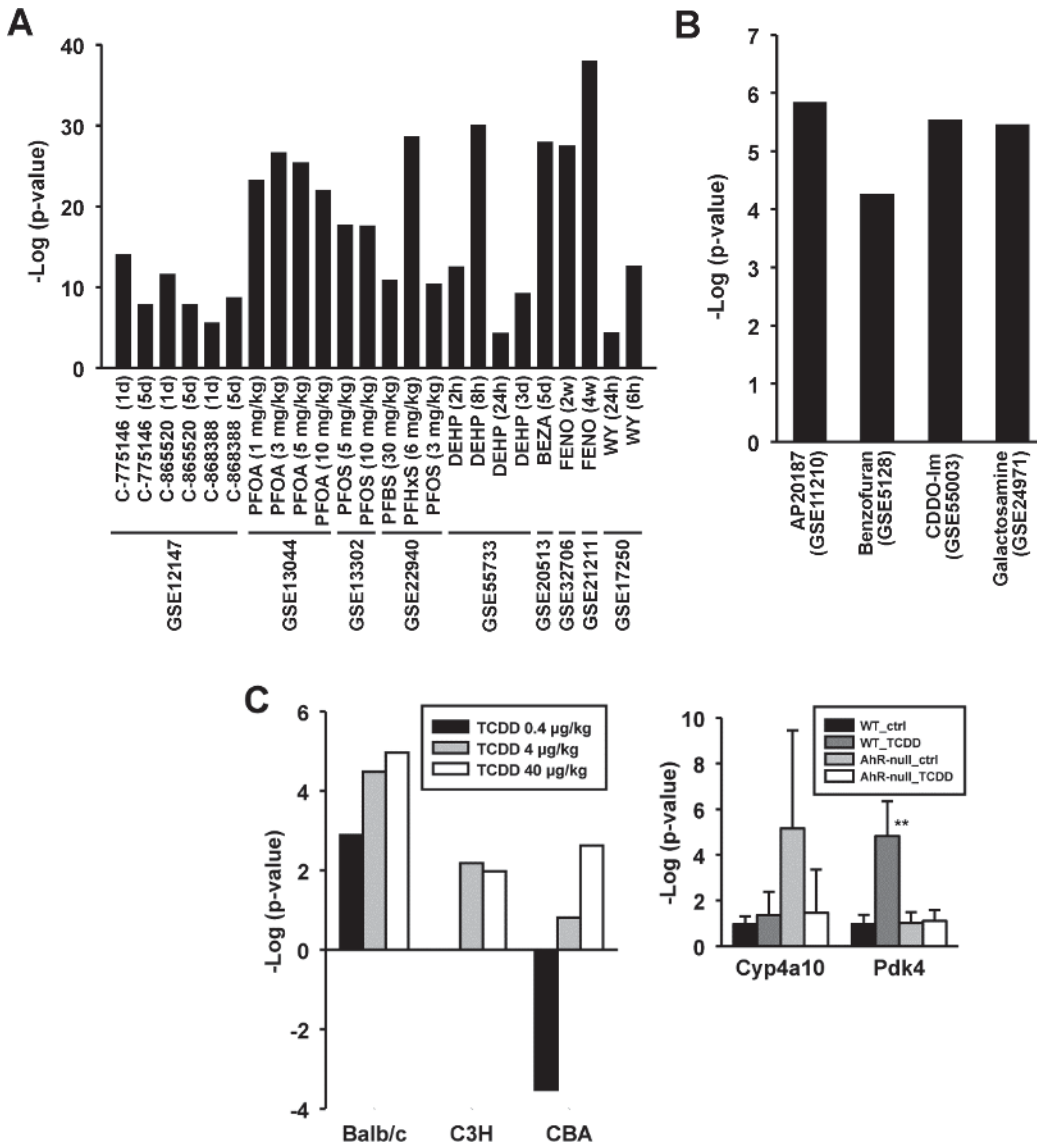 A
-Log (p-value)
40
30
20
10
0
C-775146 (1d)
C-775146 (5d)
C-865520 (1d)
C-865520 (5d)
C-868388 (1d)
C-868388 (5d)
PFOA (1 mg/kg)
PFOA (3 mg/kg)
PFOA (5 mg/kg)
PFOA (10 mg/kg)
PFOS (5 mg/kg)
PFOS (10 mg/kg)
PFBS (30 mg/kg)
PFHxS (6 mg/kg)
PFOS (3 mg/kg)
DEHP (2h)
DEHP (8h)
DEHP (24h)
DEHP (3d)
BEZA (5d)
FENO (2w)
FENO (4w)
WY (24h)
WY (6h)
GSE12147
GSE13044
GSE13302
GSE22940
GSE55733
GSE20513
GSE32706
GSE21211
GSE17250
B
-Log (p-value)
7
6
5
4
3
2
1
0
AP20187
(GSE11210)
Benzofuran
(GSE5128)
CDDO-Im
(GSE55003)
Galactosamine
(GSE24971)
C
-Log (p-value)
6
4
2
0
-2
-4
TCDD 0.4 µg/kg
TCDD 4 µg/kg
TCDD 40 µg/kg
Balb/c
C3H
CBA
-Log (p-value)
10
8
6
4
2
0
WT_ctrl
WT_TCDD
AhR-null_ctrl
AhR-null_TCDD
**
Cyp4a10
Pdk4